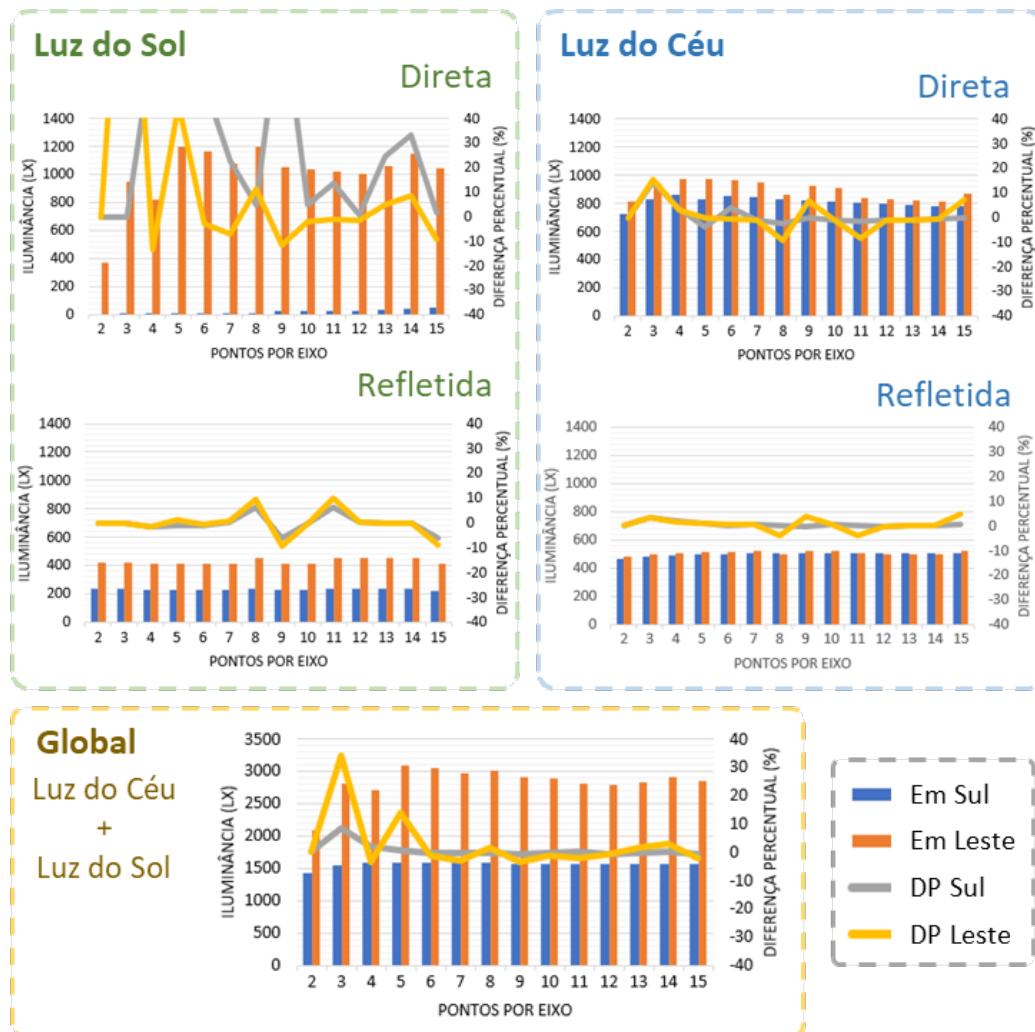 Luz do Sol
Direta
1400
1200
1000
800
600
400
200
0
40
30
20
10
0
-10
-20
-30
-40
ILUMINÂNCIA (LX)
DIFERENÇA PERCENTUAL (%)
2 3 4 5 6 7 8 9 10 11 12 13 14 15
PONTOS POR EIXO
Refletida
1400
1200
1000
800
600
400
200
0
40
30
20
10
0
-10
-20
-30
-40
ILUMINÂNCIA (LX)
DIFERENÇA PERCENTUAL (%)
2 3 4 5 6 7 8 9 10 11 12 13 14 15
PONTOS POR EIXO
Luz do Céu
Direta
1400
1200
1000
800
600
400
200
0
40
30
20
10
0
-10
-20
-30
-40
ILUMINÂNCIA (LX)
DIFERENÇA PERCENTUAL (%)
2 3 4 5 6 7 8 9 10 11 12 13 14 15
PONTOS POR EIXO
Refletida
1400
1200
1000
800
600
400
200
0
40
30
20
10
0
-10
-20
-30
-40
ILUMINÂNCIA (LX)
DIFERENÇA PERCENTUAL (%)
2 3 4 5 6 7 8 9 10 11 12 13 14 15
PONTOS POR EIXO
Global
Luz do Céu
+
Luz do Sol
3500
3000
2500
2000
1500
1000
500
0
40
30
20
10
0
-10
-20
-30
-40
ILUMINÂNCIA (LX)
DIFERENÇA PERCENTUAL (%)
2 3 4 5 6 7 8 9 10 11 12 13 14 15
PONTOS POR EIXO
Em Sul
Em Leste
DP Sul
DP Leste